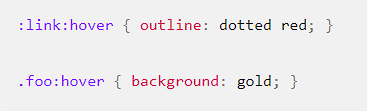 :link:hover { outline: dotted red; }
.foo:hover { background: gold; }